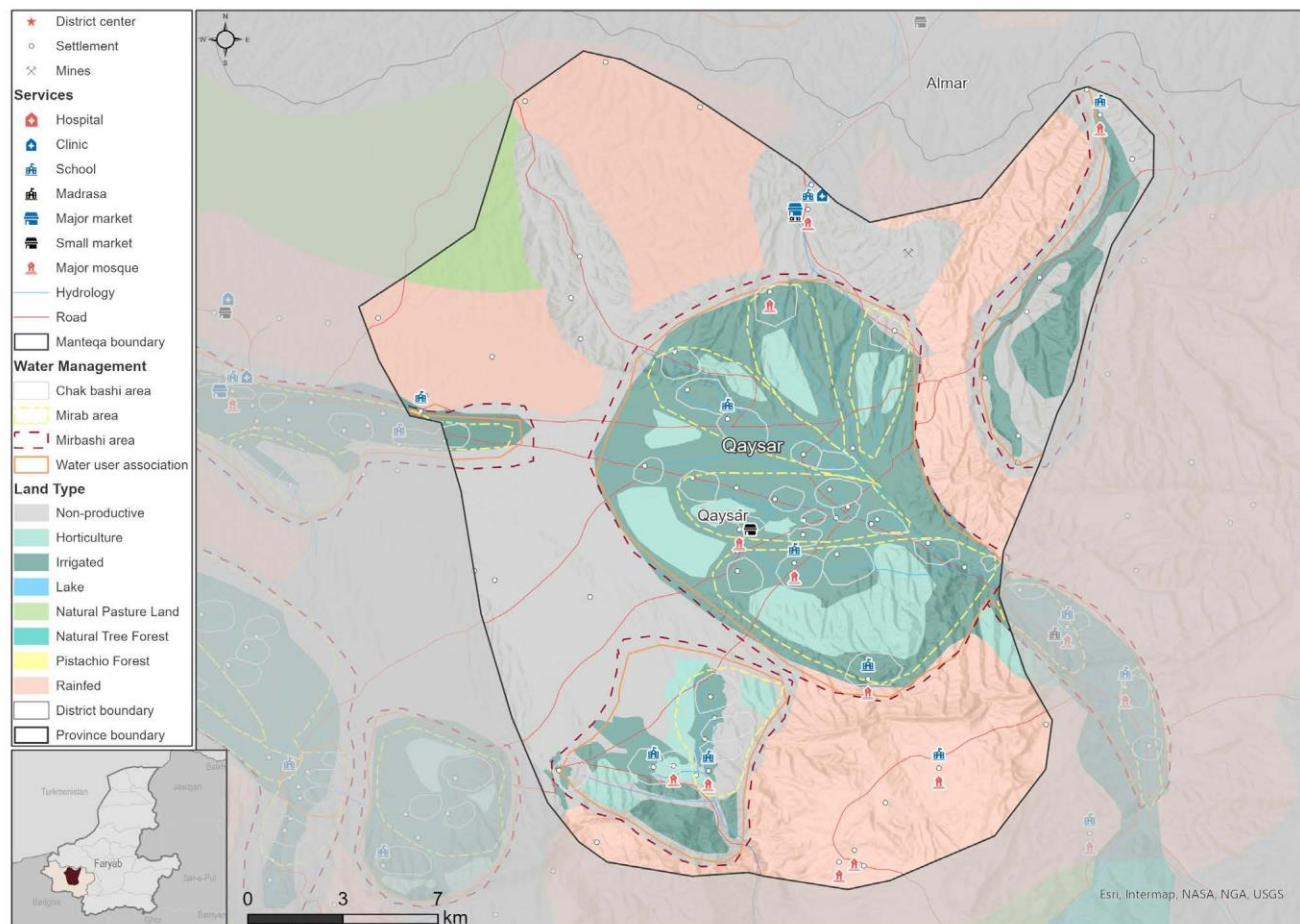 District center
Settlement
Mines
Services
Hospital
Clinic
School
Madrasa
Major market
Small market
Major mosque
Hydrology
Road
Manteqa boundary
Water Management
Chak bashi area
Mirab area
Mirbashi area
Water user association
Land Type
Non-productive
Horticulture
Irrigated
Lake
Natural Pasture Land
Natural Tree Forest
Pistachio Forest
Rainfed
District boundary
Province boundary
N
W E
S
Almar
Qaysar
Qaysar
Turkmenistan
Balkh
Jawzjan
Faryab
Sar-e-Pul
Badghis
Ghor
Bamyan
0 3 7
km
Esri, Intermap, NASA, NGA, USGS